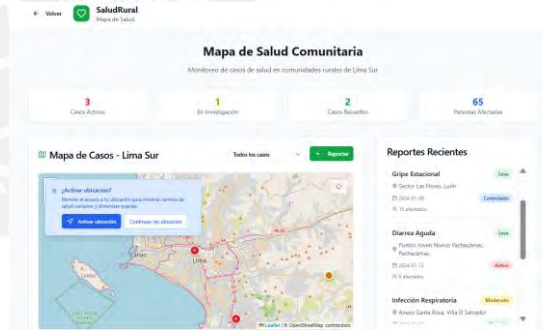 ← Volver
SaludRural
Mapa de Salud
Mapa de Salud Comunitaria
Monitoreo de casos de salud en comunidades rurales de Lima Sur
3
Casos Activos
1
En Investigación
2
Casos Resueltos
65
Personas Afectadas
Mapa de Casos - Lima Sur
Todos los casos
+ Reportar
¿Activar ubicación?
Permite el acceso a tu ubicación para mostrar centros de
salud cercanos y distancias exactas.
Activar ubicación
Continuar sin ubicación
Callao
LIMA
Leaflet | © OpenStreetMap contributors
Reportes Recientes
Gripe Estacional
Leve
Sector Las Flores, Lurín
Controlado
Diarrea Aguda
Leve
Pueblo Joven Nuevo Pachacámac,
Pachacámac
Activo
Infección Respiratoria
Moderado
Anexo Santa Rosa, Villa El Salvador